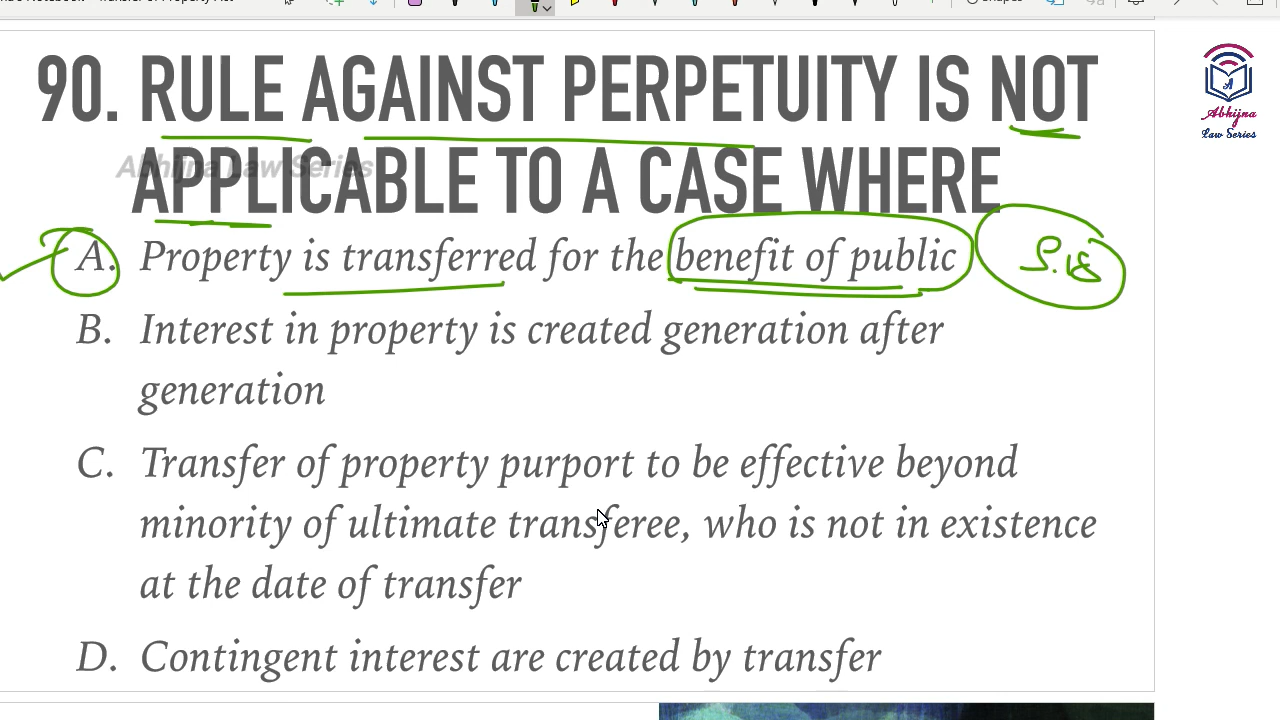 90. RULE AGAINST PERPETUITY IS NOT
APPLICABLE TO A CASE WHERE
Abhijna Law Series
A. Property is transferred for the benefit of public
S.18
B. Interest in property is created generation after
generation
C. Transfer of property purport to be effective beyond
minority of ultimate transferee, who is not in existence
at the date of transfer
D. Contingent interest are created by transfer
A
Abhijna
Law Series